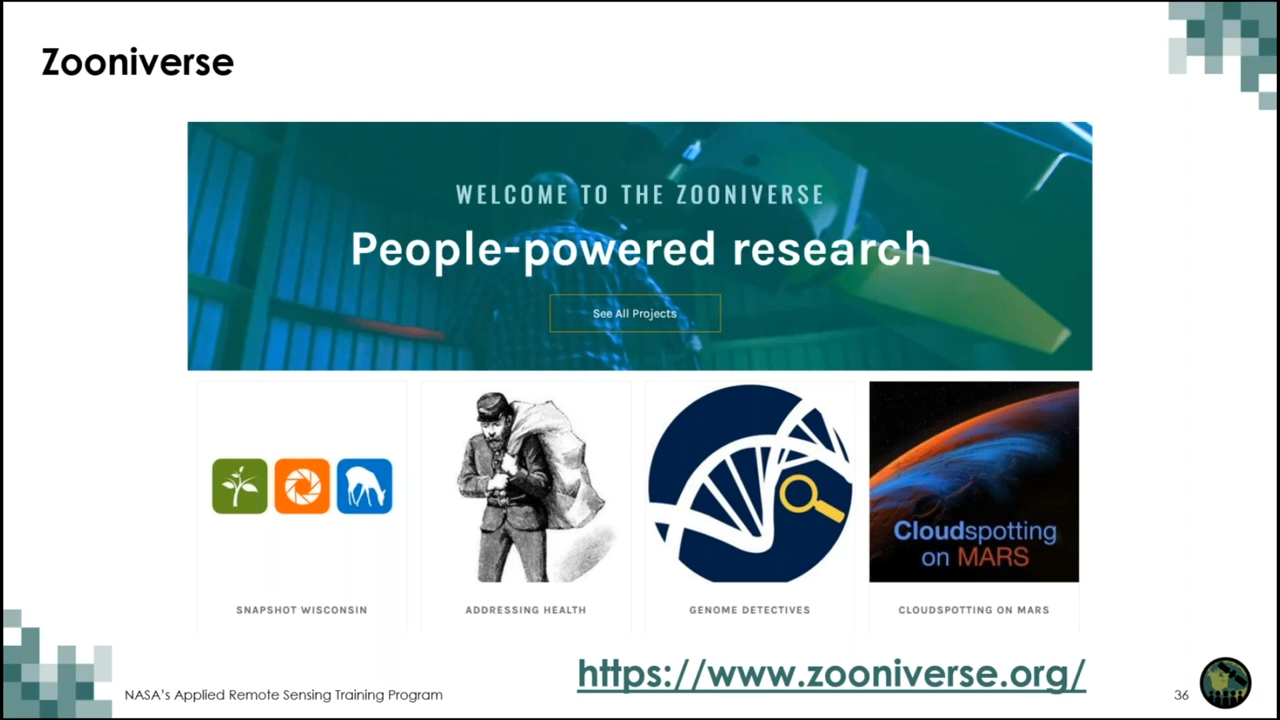 Zooniverse
WELCOME TO THE ZOONIVERSE
People-powered research
See All Projects
Cloudspotting
on MARS
SNAPSHOT WISCONSIN
ADDRESSING HEALTH
GENOME DETECTIVES
CLOUDSPOTTING ON MARS
https://www.zooniverse.org/
NASA's Applied Remote Sensing Training Program
36